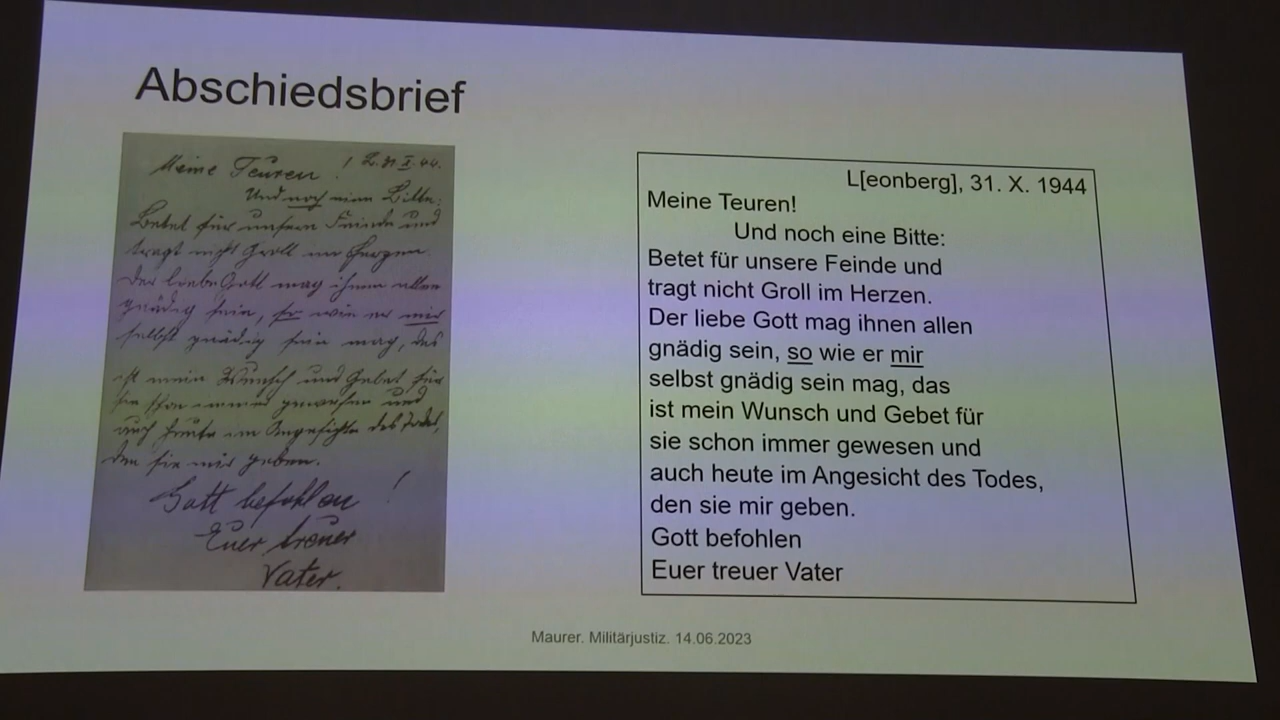 Abschiedsbrief
Meine Teuren! L. 31. X. 44.
Und noch eine Bitte:
Betet für unsere Feinde und
tragt nicht Groll im Herzen.
Der liebe Gott mag ihnen allen
gnädig sein, so wie er mir
selbst gnädig sein mag, das
ist mein Wunsch und Gebet für
sie schon immer gewesen und
auch heute im Angesichte des Todes,
den sie mir geben.
Gott befohlen!
Euer treuer
Vater.
L[eonberg], 31. X. 1944
Meine Teuren!
Und noch eine Bitte:
Betet für unsere Feinde und
tragt nicht Groll im Herzen.
Der liebe Gott mag ihnen allen
gnädig sein, so wie er mir
selbst gnädig sein mag, das
ist mein Wunsch und Gebet für
sie schon immer gewesen und
auch heute im Angesicht des Todes,
den sie mir geben.
Gott befohlen
Euer treuer Vater
Maurer. Militärjustiz. 14.06.2023